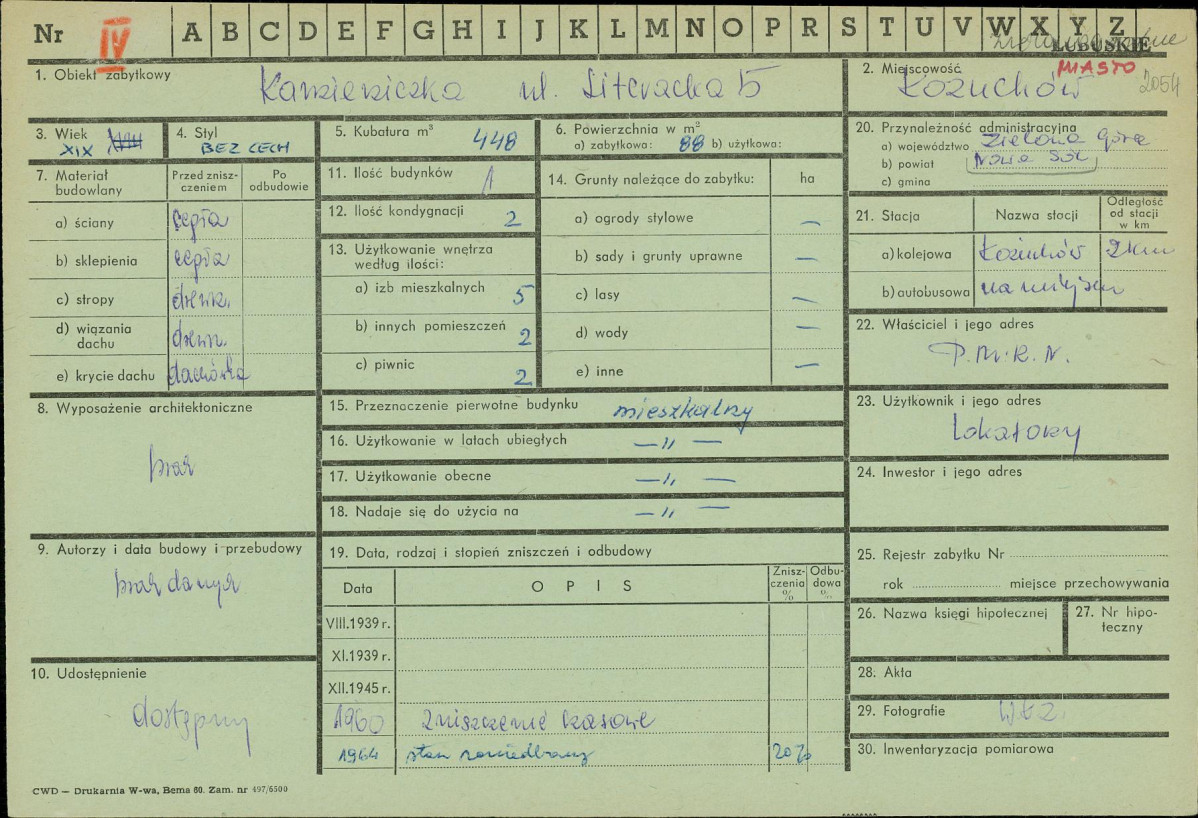 Nr IV A B C D E F G H I J K L M N O P R S T U V W X Y Z
LUBUSKIE
MIASTO
2054
1. Obiekt zabytkowy Kamieniczka ul. Literacka 5
2. Miejscowość Kożuchów
3. Wiek XIX
4. Styl BEZ CECH
5. Kubatura m³ 448
6. Powierzchnia w m²
a) zabytkowa: 88 b) użytkowa:
7. Materiał budowlany
Przed zniszczeniem
Po odbudowie
a) ściany cegła
b) sklepienia cegła
c) stropy drewn.
d) wiązania dachu drewn.
e) krycie dachu dachówka
8. Wyposażenie architektoniczne
brak
9. Autorzy i data budowy i przebudowy
brak danych
10. Udostępnienie
dostępny
11. Ilość budynków 1
12. Ilość kondygnacji 2
13. Użytkowanie wnętrza
według ilości:
a) izb mieszkalnych 5
b) innych pomieszczeń 2
c) piwnic 2
14. Grunty należące do zabytku: ha
a) ogrody stylowe —
b) sady i grunty uprawne —
c) lasy —
d) wody —
e) inne —
15. Przeznoczenie pierwotne budynku mieszkalny
16. Użytkowanie w latach ubiegłych —„—
17. Użytkowanie obecne —„—
18. Nadaje się do użycia na —„—
19. Data, rodzaj i stopień zniszczeń i odbudowy
Data O P I S Zniszczenia % Odbudowa %
VIII.1939 r.
XI.1939 r.
XII.1945 r.
1960 zniszczenie czasowe
1964 stan zaniedbany 20%
20. Przynależność administracyjna
a) województwo Zielona Góra
b) powiat Nowa Sól
c) gmina
21. Stacja Nazwa stacji Odległość od stacji w km
a) kolejowa Kożuchów 2 km
b) autobusowa na miejscu
22. Właściciel i jego adres
P.M.R.N.
23. Użytkownik i jego adres
Lokatorzy
24. Inwestor i jego adres
25. Rejestr zabytku Nr
rok miejsce przechowywania
26. Nazwa księgi hipotecznej
27. Nr hipoteczny
28. Akta
29. Fotografie
30. Inwentaryzacja pomiarowa
CWD — Drukarnia W-wa, Bema 60. Zam. nr 497/6500